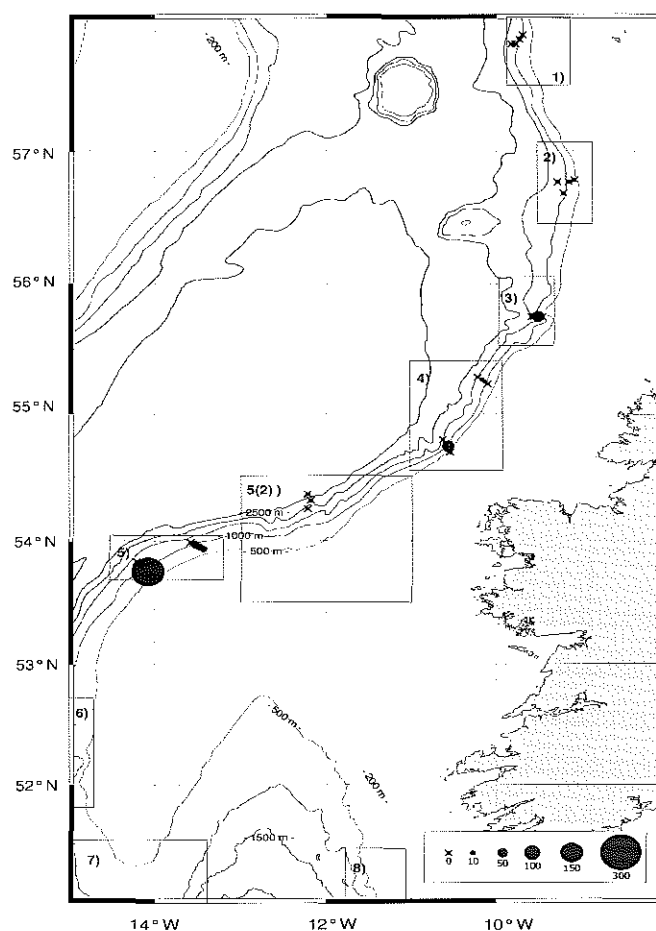 -200 m-
1)
57° N
2)
56° N
3)
4)
55° N
5(2) )
-2500 m-
54° N
-1000 m-
5)
- 500 m -
53° N
6)
-500 m-
52° N
-200 m-
1500 m-
7)
8)
0 10 50 100 150 300
14° W 12° W 10° W